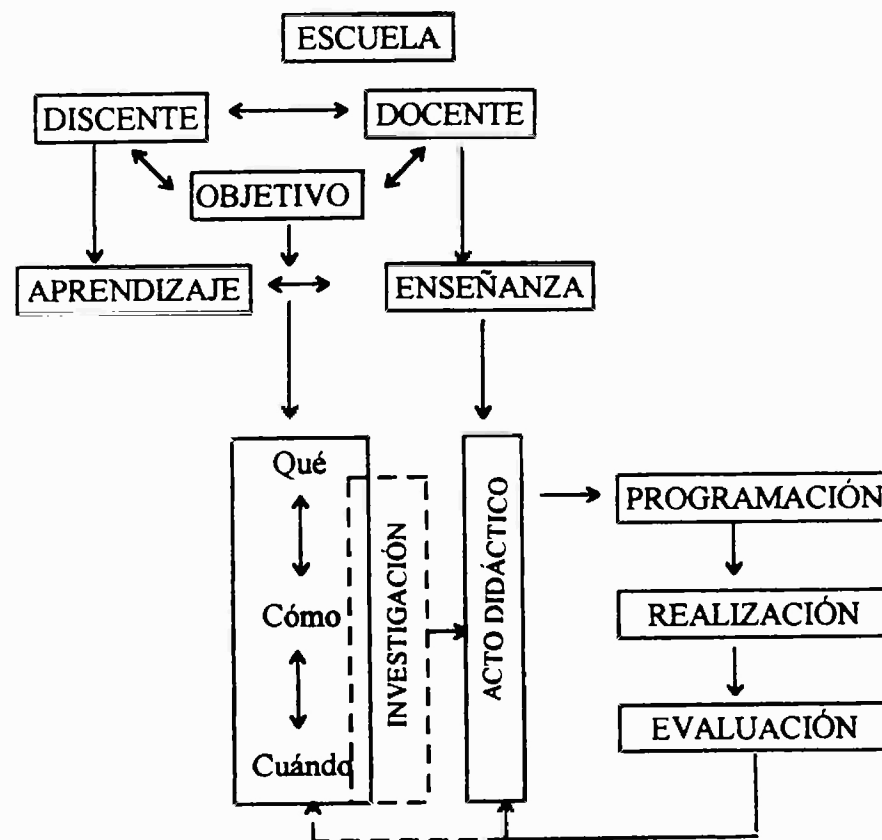 ESCUELA
DISCENTE
DOCENTE
OBJETIVO
APRENDIZAJE
ENSEÑANZA
Qué
Cómo
Cuándo
INVESTIGACIÓN
ACTO DIDÁCTICO
PROGRAMACIÓN
REALIZACIÓN
EVALUACIÓN